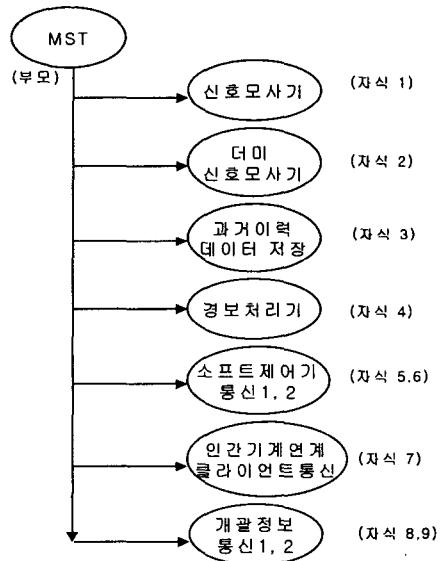 MST
(부모)
신호모사기 (자식 1)
더미
신호모사기 (자식 2)
과거이력
데이터 저장 (자식 3)
경보처리기 (자식 4)
소프트제어기
통신1, 2 (자식 5.6)
인간기계연계
클라이언트통신 (자식 7)
개괄정보
통신1, 2 (자식 8,9)